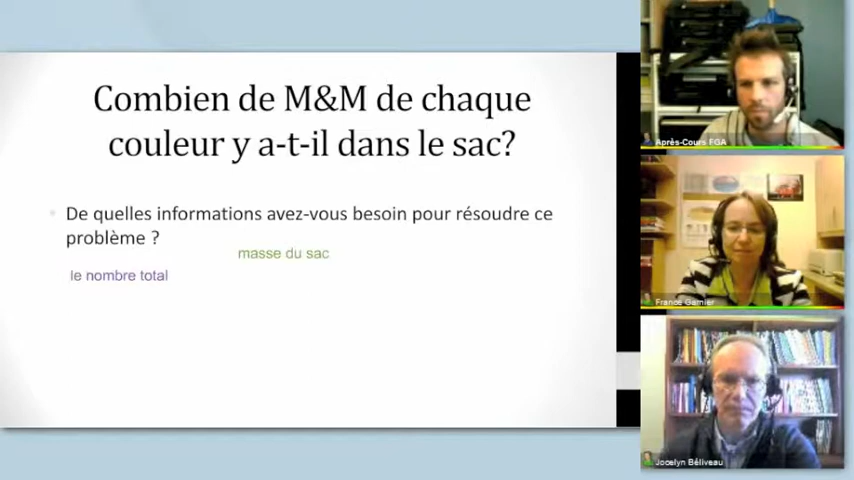 Combien de M&M de chaque
couleur y a-t-il dans le sac?
De quelles informations avez-vous besoin pour résoudre ce
problème ?
masse du sac
le nombre total
Après-Cours FGA
France Garnier
Jocelyn Béliveau